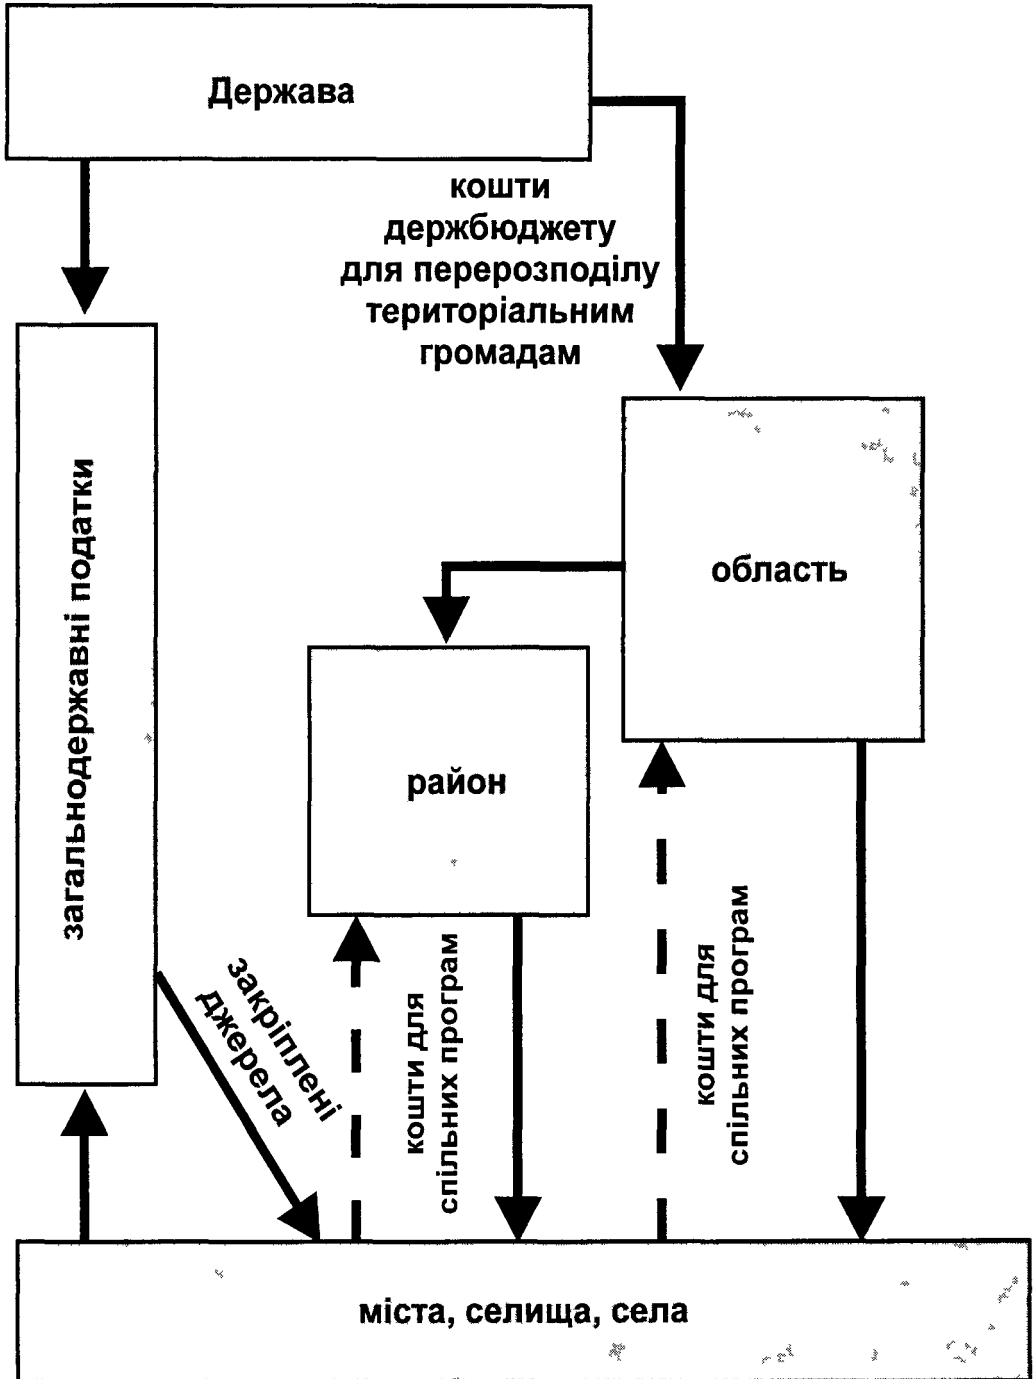 Держава
кошти
держбюджету
для перерозподілу
територіальним
громадам
загальнодержавні податки
область
район
закріплені
джерела
кошти для
спільних програм
кошти для
спільних програм
міста, селища, села